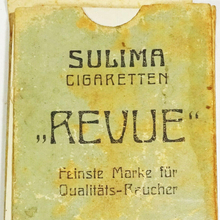 SULIMA
CIGARETTEN
„REVUE“
Feinste Marke für
Qualitäts-Raucher